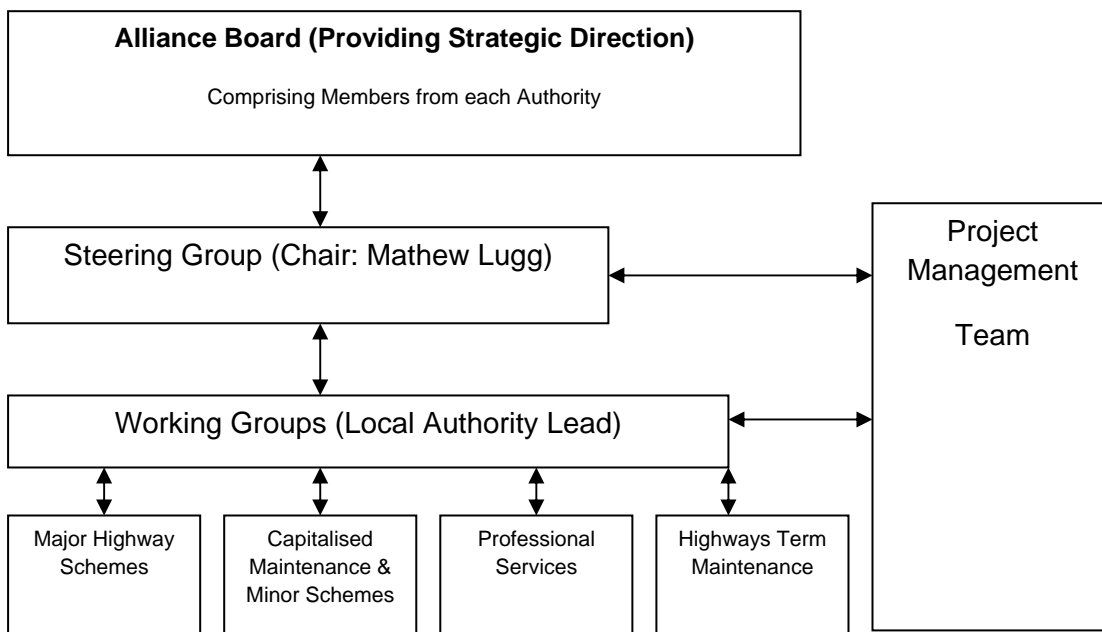 Alliance Board (Providing Strategic Direction)
Comprising Members from each Authority
Steering Group (Chair: Mathew Lugg)
Project
Management
Team
Working Groups (Local Authority Lead)
Major Highway
Schemes
Capitalised
Maintenance &
Minor Schemes
Professional
Services
Highways Term
Maintenance